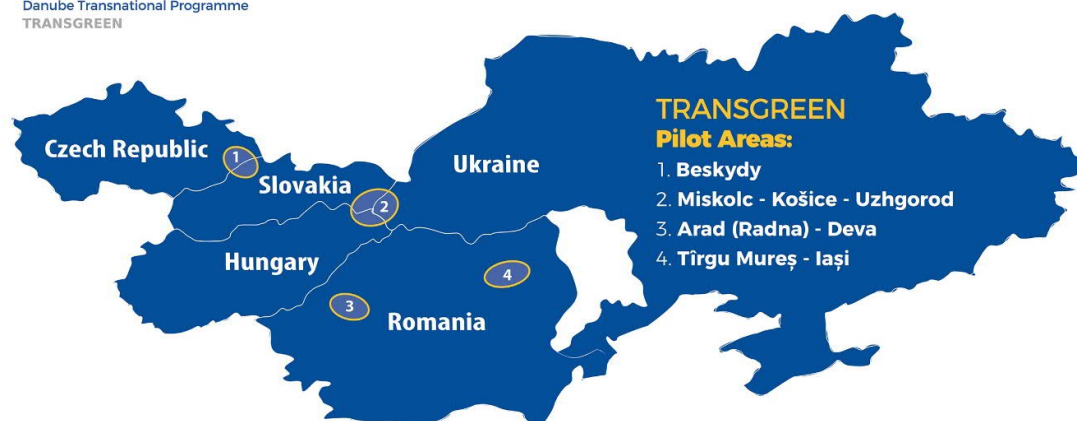 Danube Transnational Programme
TRANSGREEN
TRANSGREEN
Pilot Areas:
1. Beskydy
2. Miskolc - Košice - Uzhgorod
3. Arad (Radna) - Deva
4. Tîrgu Mureș - Iași
Czech Republic
1
Slovakia
Ukraine
2
Hungary
4
3
Romania